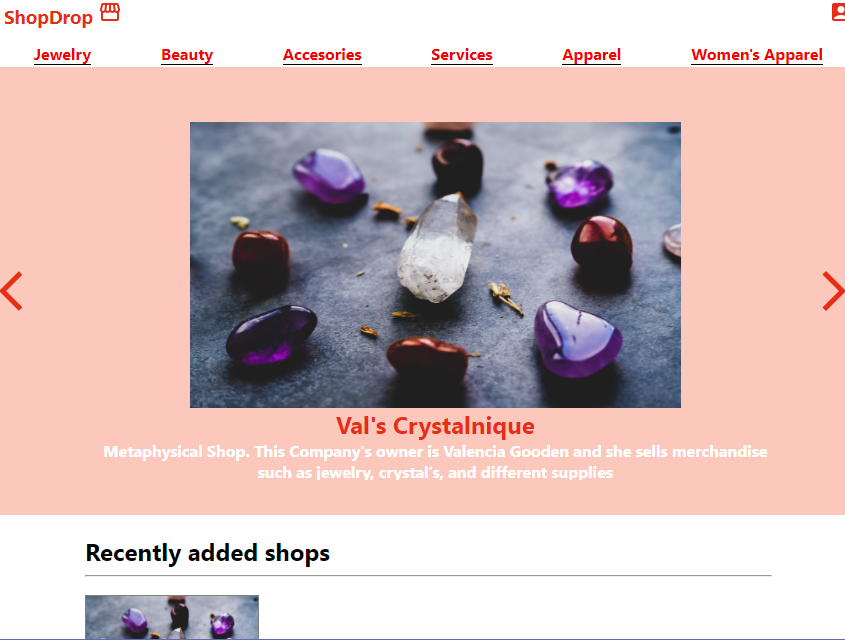 ShopDrop
Jewelry Beauty Accesories Services Apparel Women's Apparel
Val's Crystalnique
Metaphysical Shop. This Company's owner is Valencia Gooden and she sells merchandise
such as jewelry, crystal's, and different supplies
Recently added shops